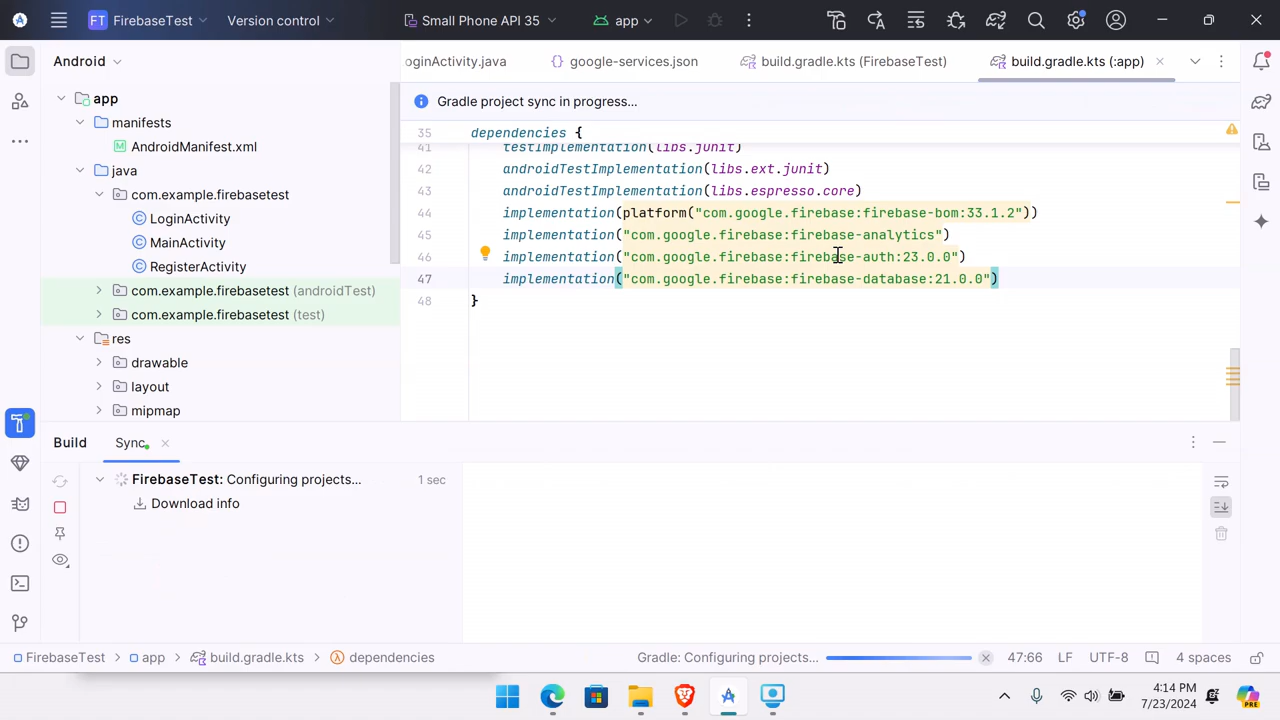 FT FirebaseTest Version control Small Phone API 35 app
Android
app
manifests
AndroidManifest.xml
java
com.example.firebasetest
LoginActivity
MainActivity
RegisterActivity
com.example.firebasetest (androidTest)
com.example.firebasetest (test)
res
drawable
layout
mipmap
oginActivity.java google-services.json build.gradle.kts (FirebaseTest) build.gradle.kts (:app)
Gradle project sync in progress...
35 dependencies {
41 testImplementation(libs.junit)
42 androidTestImplementation(libs.ext.junit)
43 androidTestImplementation(libs.espresso.core)
44 implementation(platform("com.google.firebase:firebase-bom:33.1.2"))
45 implementation("com.google.firebase:firebase-analytics")
46 implementation("com.google.firebase:firebase-auth:23.0.0")
47 implementation("com.google.firebase:firebase-database:21.0.0")
48 }
Build Sync
FirebaseTest: Configuring projects... 1 sec
Download info
FirebaseTest app build.gradle.kts dependencies Gradle: Configuring projects... 47:66 LF UTF-8 4 spaces
4:14 PM
7/23/2024
PRE